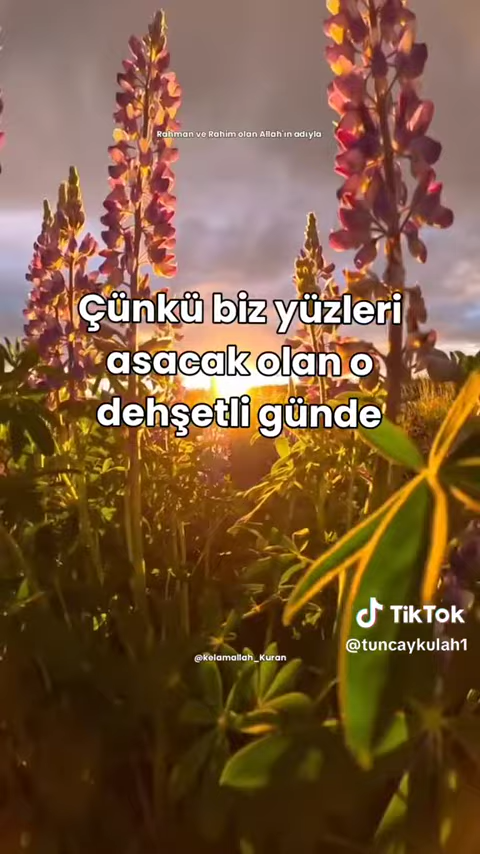 Rahman ve Rahim olan Allah'ın adıyla
Çünkü biz yüzleri
asacak olan o
dehşetli günde
TikTok
@tuncaykulah1
@kelamallah_Kuran